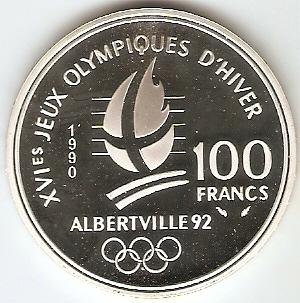 XVIes JEUX OLYMPIQUES D'HIVER
1990
100
FRANCS
ALBERTVILLE 92